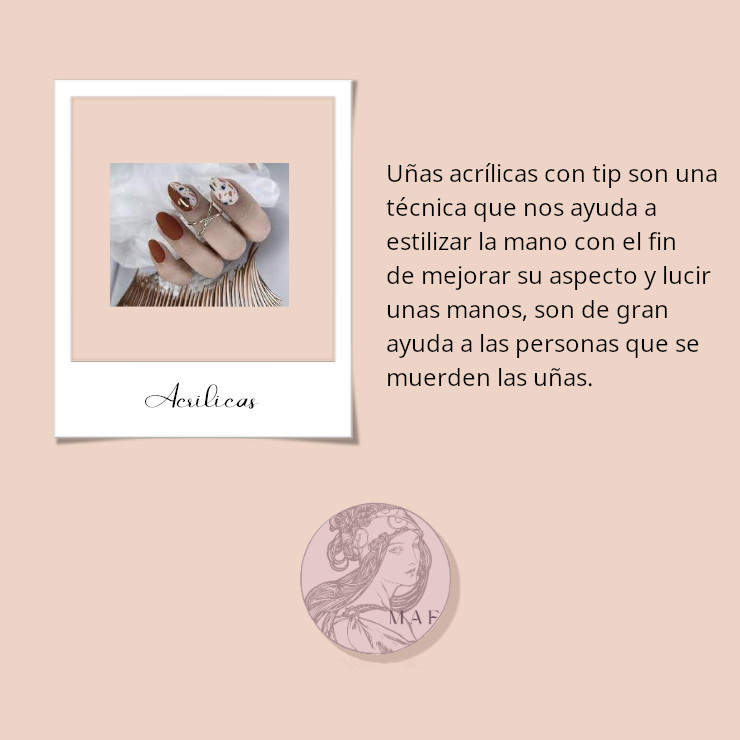 Uñas acrílicas con tip son una
técnica que nos ayuda a
estilizar la mano con el fin
de mejorar su aspecto y lucir
unas manos, son de gran
ayuda a las personas que se
muerden las uñas.
Acrilicas
MAE